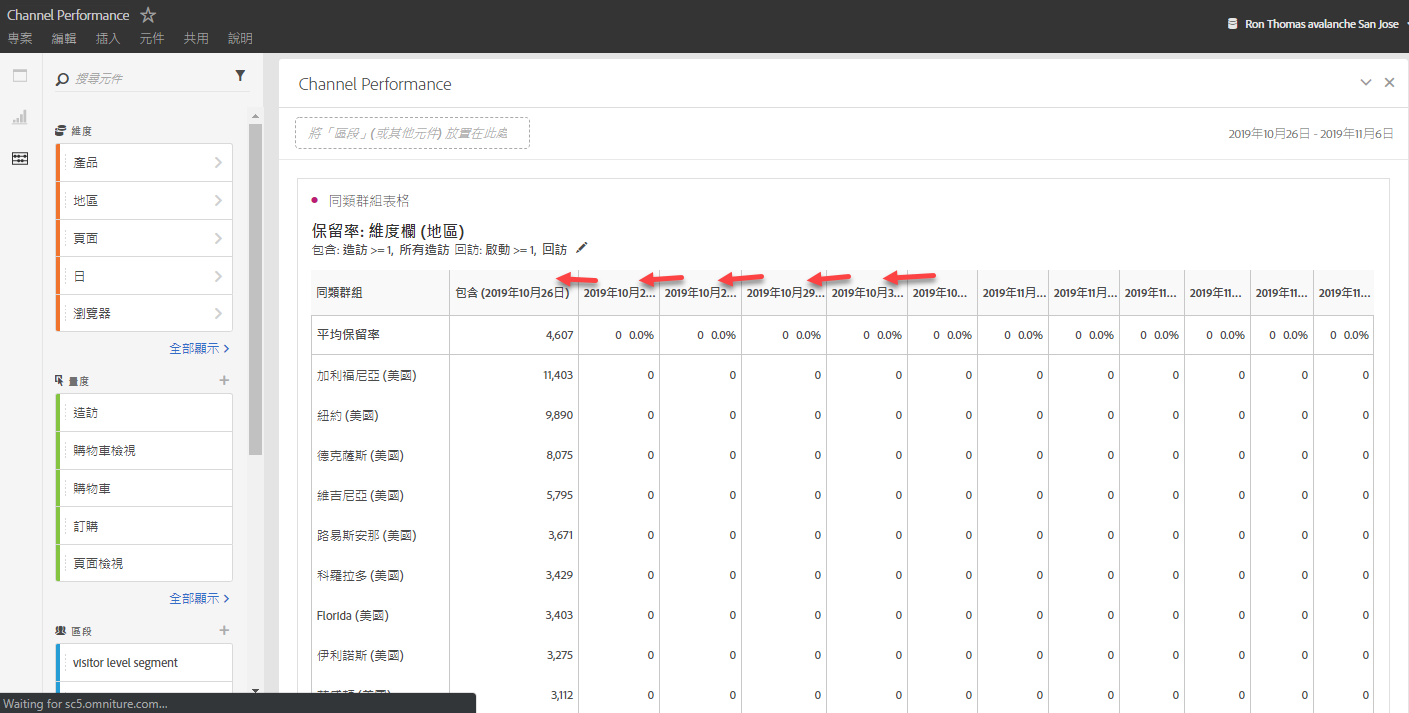 Channel Performance
專案 編輯 插入 元件 共用 說明
Ron Thomas avalanche San Jose
搜尋元件
維度
產品
地區
頁面
日
瀏覽器
全部顯示
量度
造訪
購物車檢視
購物車
訂購
頁面檢視
全部顯示
區段
visitor level segment
Waiting for sc5.omniture.com...
Channel Performance
將「區段」(或其他元件) 放置在此處
2019年10月26日 - 2019年11月6日
同類群組表格
保留率: 維度欄 (地區)
包含: 造訪 >= 1, 所有造訪 回訪: 啟動 >= 1, 回訪
同類群組 包含 (2019年10月26日) 2019年10月2... 2019年10月2... 2019年10月29... 2019年10月3... 2019年10... 2019年11月... 2019年11月... 2019年11... 2019年11... 2019年11... 2019年11...
平均保留率 4,607 0 0.0% 0 0.0% 0 0.0% 0 0.0% 0 0.0% 0 0.0% 0 0.0% 0 0.0% 0 0.0% 0 0.0% 0 0.0%
加利福尼亞 (美國) 11,403 0 0 0 0 0 0 0 0 0 0 0
紐約 (美國) 9,890 0 0 0 0 0 0 0 0 0 0 0
德克薩斯 (美國) 8,075 0 0 0 0 0 0 0 0 0 0 0
維吉尼亞 (美國) 5,795 0 0 0 0 0 0 0 0 0 0 0
路易斯安那 (美國) 3,671 0 0 0 0 0 0 0 0 0 0 0
科羅拉多 (美國) 3,429 0 0 0 0 0 0 0 0 0 0 0
Florida (美國) 3,403 0 0 0 0 0 0 0 0 0 0 0
伊利諾斯 (美國) 3,275 0 0 0 0 0 0 0 0 0 0 0
3,112 0 0 0 0 0 0 0 0 0 0 0